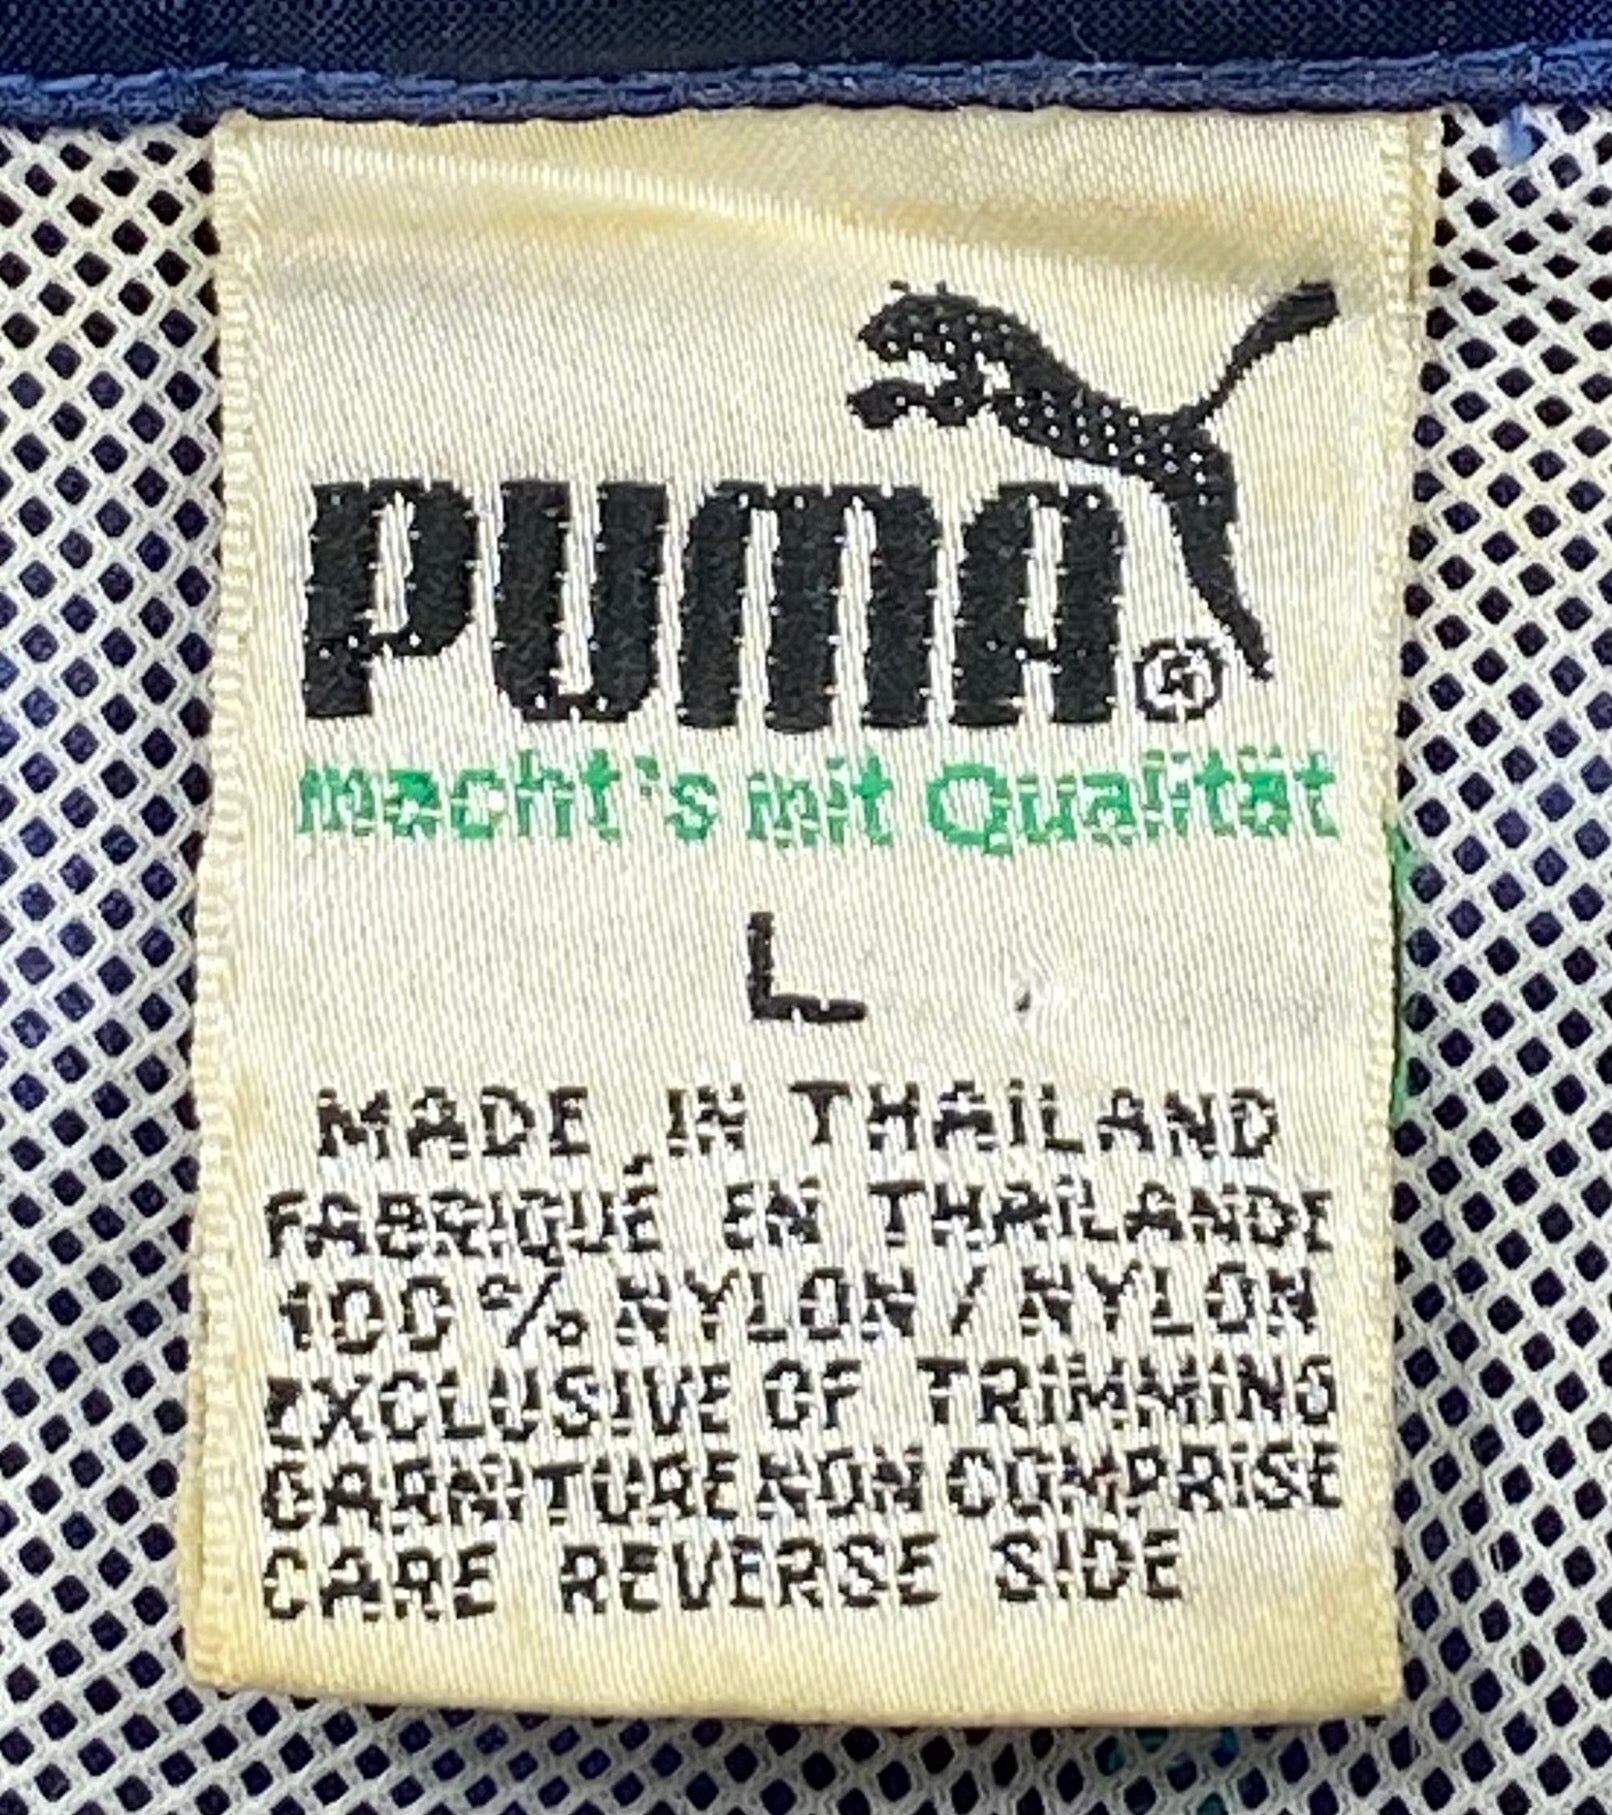 PUMA®
macht's mit Qualität
L
MADE IN THAILAND
FABRIQUÉ EN THAILANDE
100% NYLON/NYLON
EXCLUSIVE OF TRIMMING
GARNITURE NON COMPRISE
CARE REVERSE SIDE